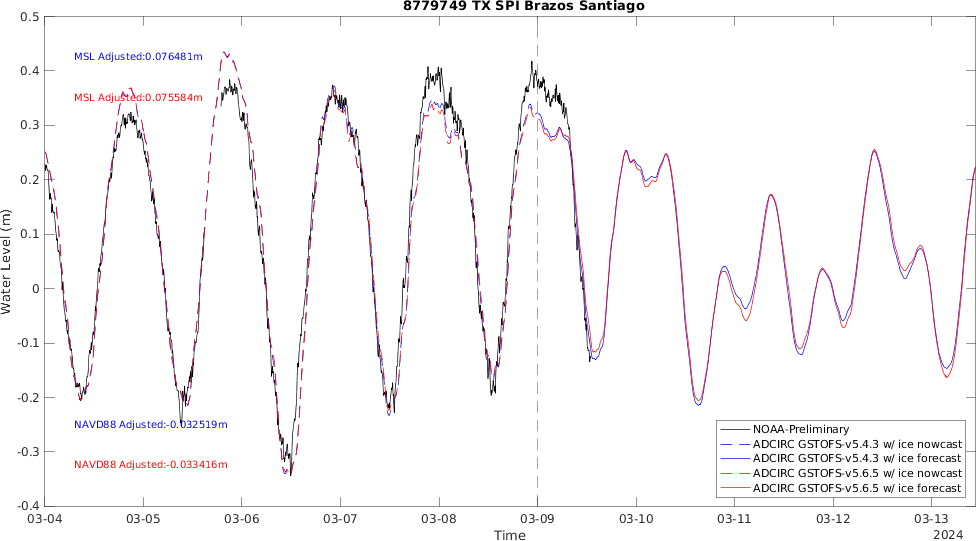 8779749 TX SPI Brazos Santiago
0.5
0.4
0.3
0.2
0.1
0
-0.1
-0.2
-0.3
-0.4
Water Level (m)
MSL Adjusted:0.076481m
MSL Adjusted:0.075584m
NAVD88 Adjusted:-0.032519m
NAVD88 Adjusted:-0.033416m
NOAA-Preliminary
ADCIRC GSTOFS-v5.4.3 w/ ice nowcast
ADCIRC GSTOFS-v5.4.3 w/ ice forecast
ADCIRC GSTOFS-v5.6.5 w/ ice nowcast
ADCIRC GSTOFS-v5.6.5 w/ ice forecast
03-04 03-05 03-06 03-07 03-08 03-09 03-10 03-11 03-12 03-13
Time
2024